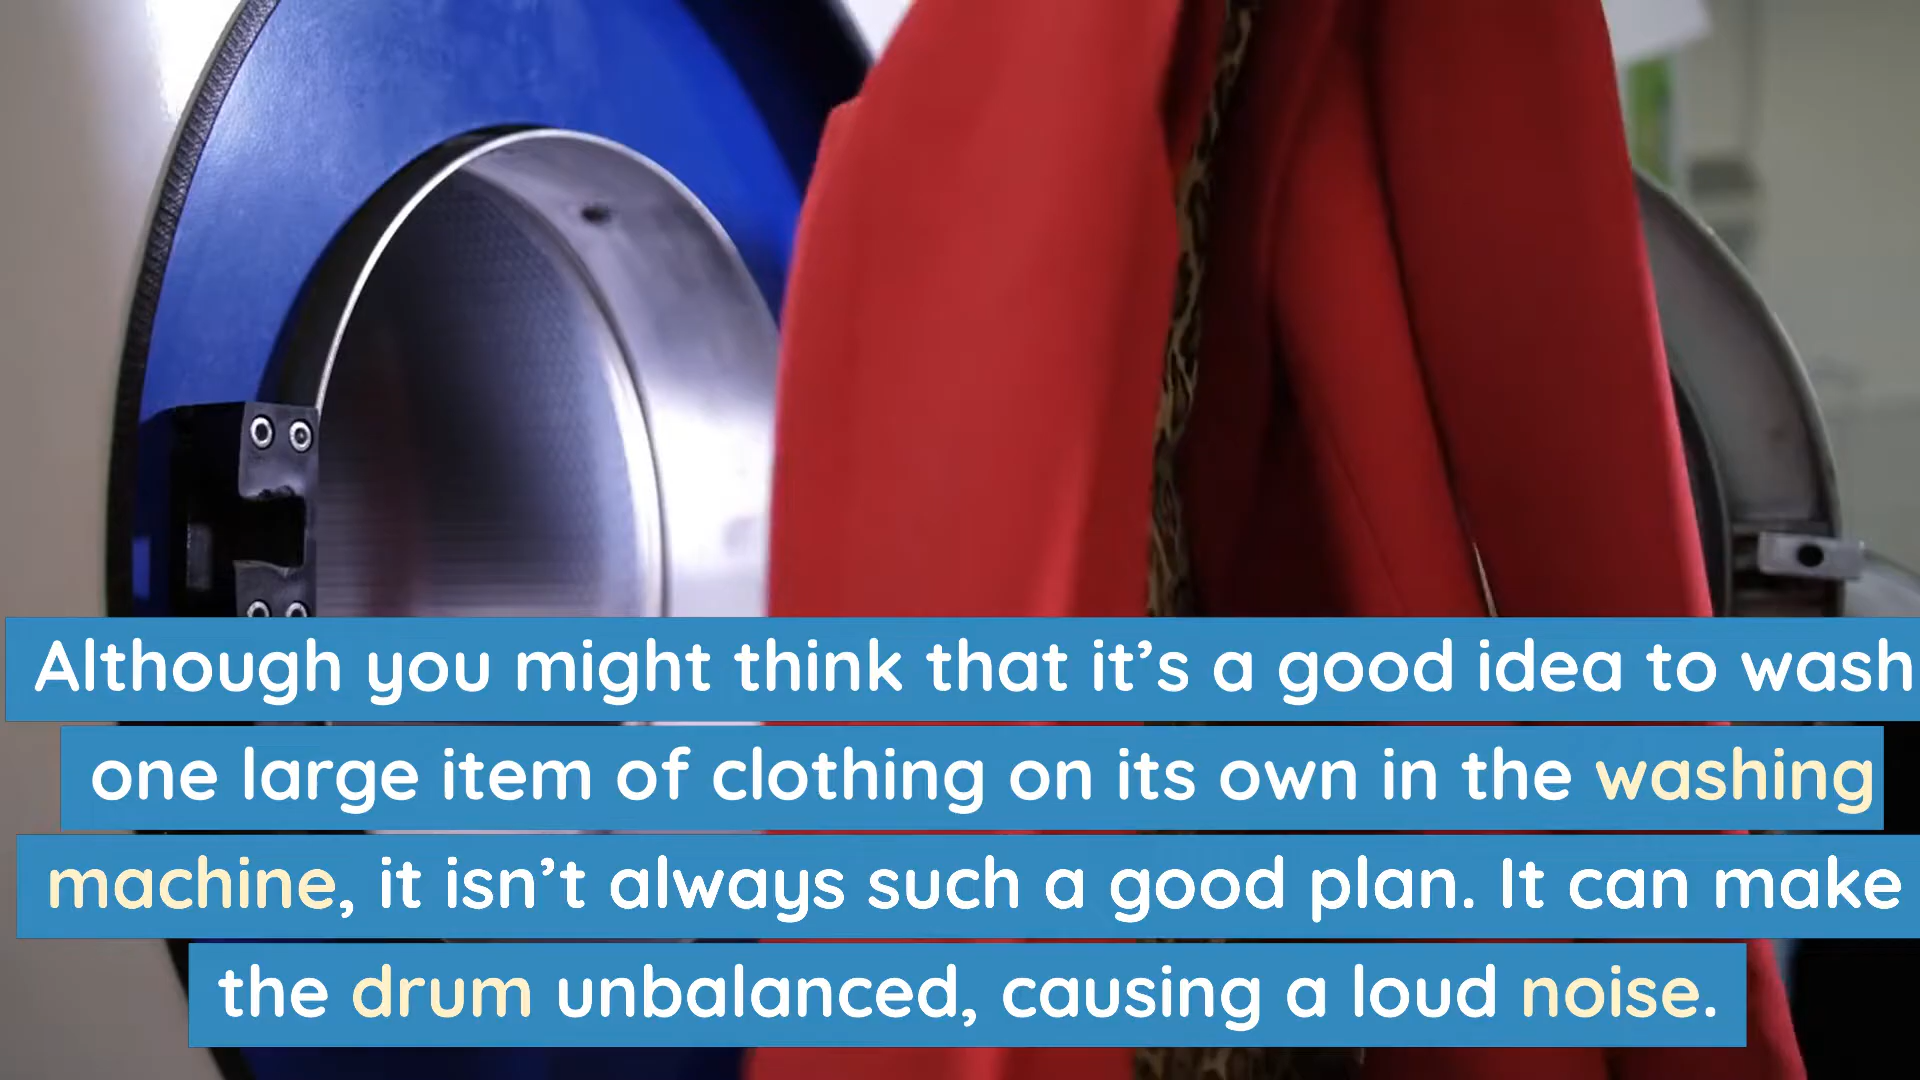 Although you might think that it’s a good idea to wash
one large item of clothing on its own in the washing
machine, it isn’t always such a good plan. It can make
the drum unbalanced, causing a loud noise.